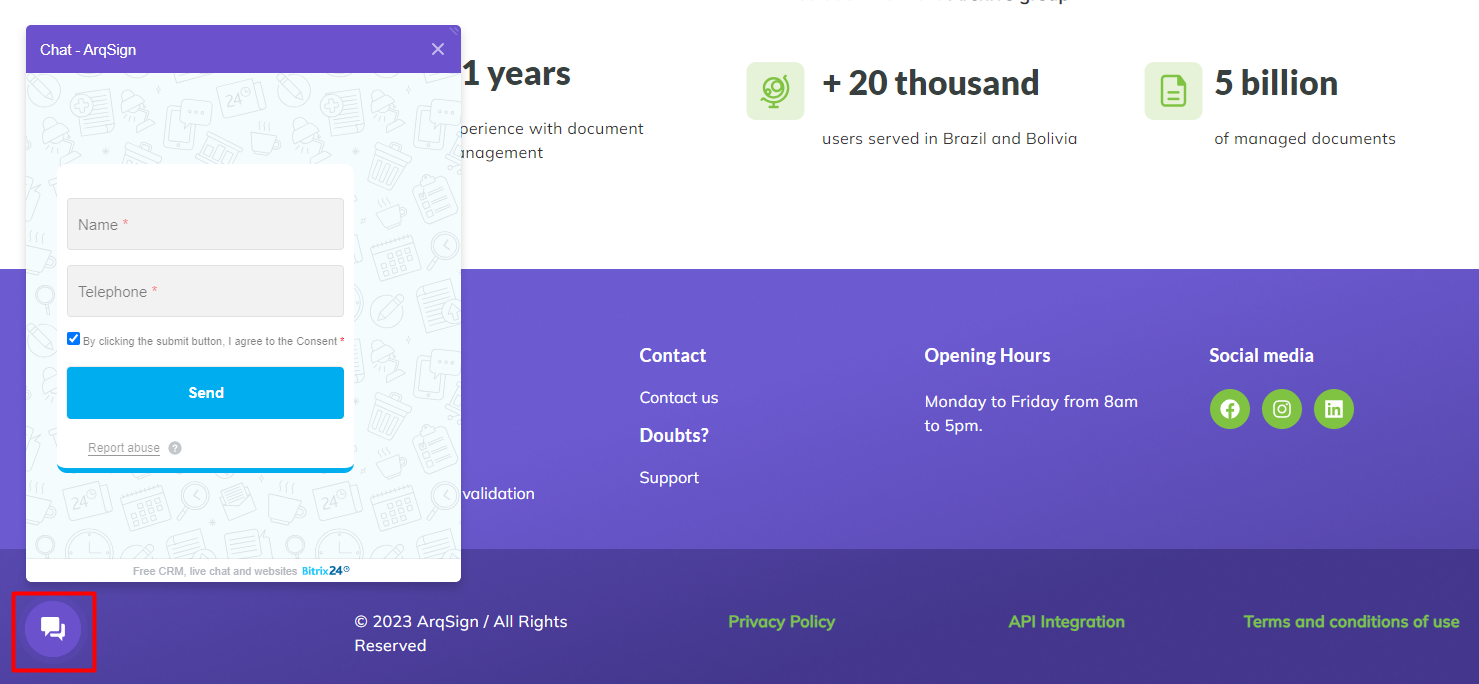 Chat - ArqSign
Name *
Telephone *
By clicking the submit button, I agree to the Consent *
Send
Report abuse ?
Free CRM, live chat and websites Bitrix24
group
1 years
document
+ 20 thousand
users served in Brazil and Bolivia
5 billion
of managed documents
experience with document
validation
Contact
Contact us
Doubts?
Support
Opening Hours
Monday to Friday from 8am
to 5pm.
Social media
© 2023 ArqSign / All Rights
Reserved
Privacy Policy
API Integration
Terms and conditions of use